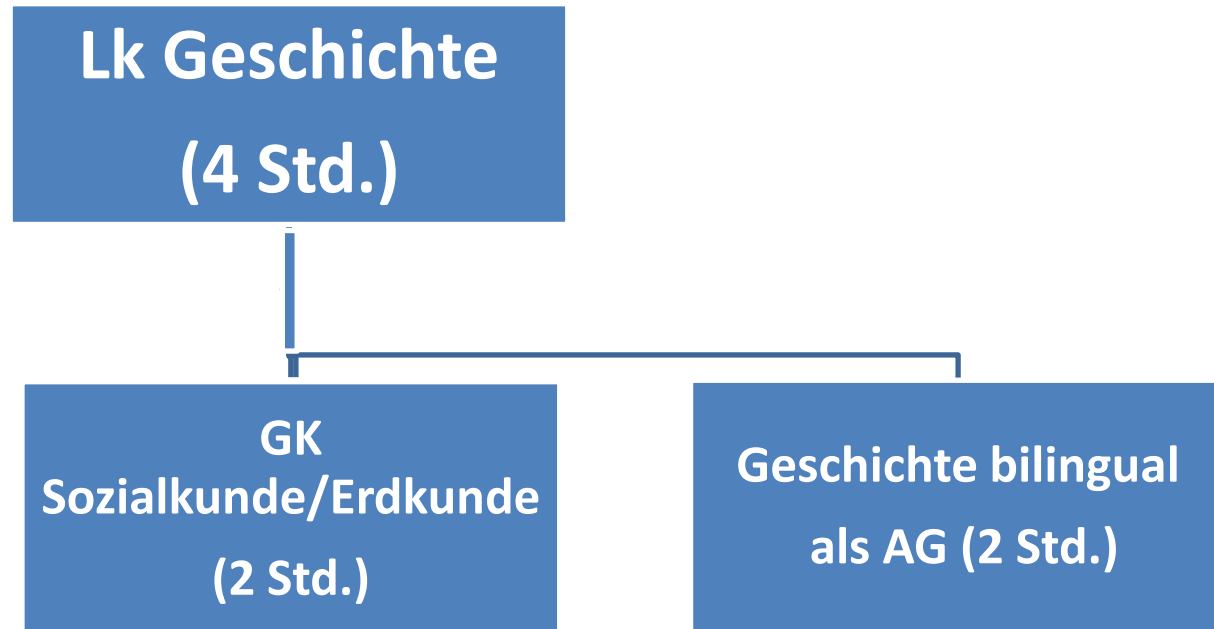 Lk Geschichte
(4 Std.)
GK
Sozialkunde/Erdkunde
(2 Std.)
Geschichte bilingual
als AG (2 Std.)